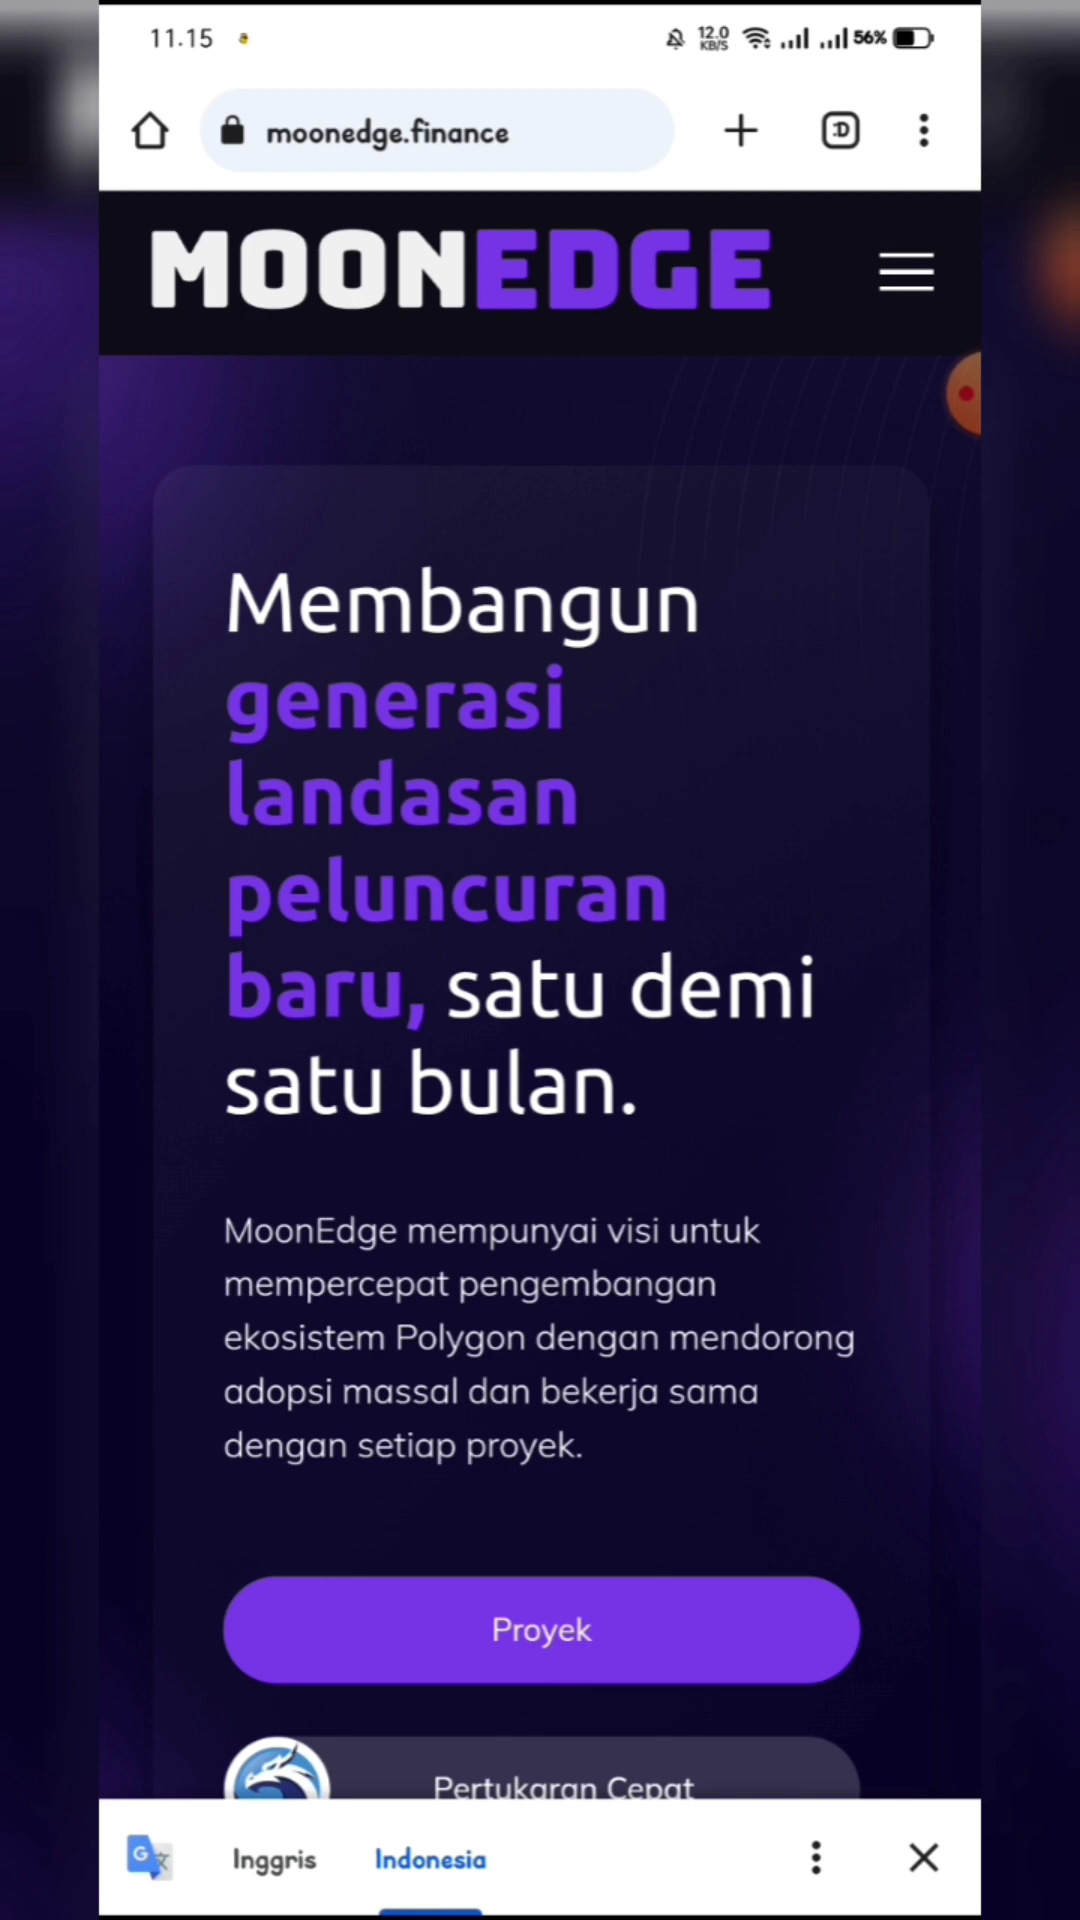 11.15
12.0
KB/S
56%
moonedge.finance
:D
MOONEDGE
Membangun
generasi
landasan
peluncuran
baru, satu demi
satu bulan.
MoonEdge mempunyai visi untuk
mempercepat pengembangan
ekosistem Polygon dengan mendorong
adopsi massal dan bekerja sama
dengan setiap proyek.
Proyek
Pertukaran Cepat
G 文
Inggris
Indonesia